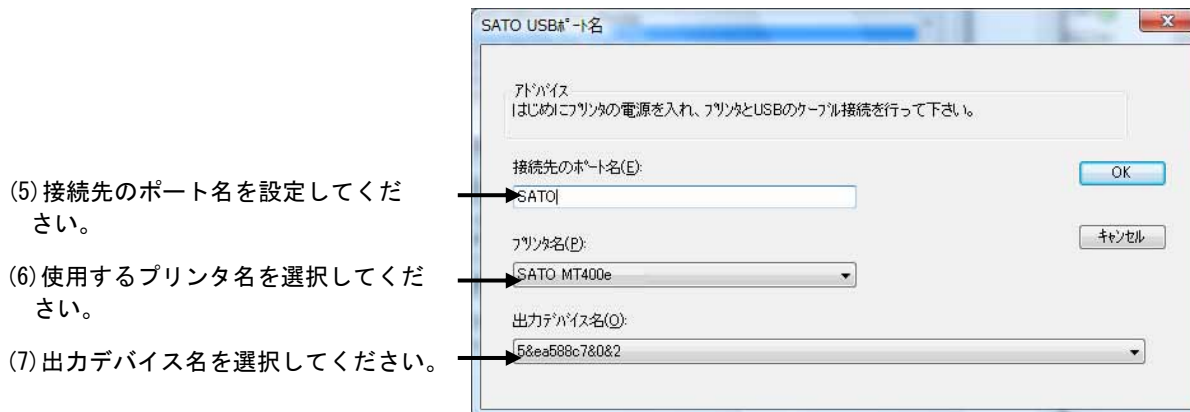 SATO USBﾎﾟｰﾄ名
ｱﾄﾞﾊﾞｲｽ
はじめにﾌﾟﾘﾝﾀの電源を入れ、ﾌﾟﾘﾝﾀとUSBのｹｰﾌﾞﾙ接続を行って下さい。
接続先のﾎﾟｰﾄ名(E):
OK
(5)接続先のポート名を設定してくだ
さい。
SATO
ﾌﾟﾘﾝﾀ名(P):
ｷｬﾝｾﾙ
(6)使用するプリンタ名を選択してくだ
さい。
SATO MT400e
出力ﾃﾞﾊﾞｲｽ名(O):
(7)出力デバイス名を選択してください。
5&ea588c7&0&2